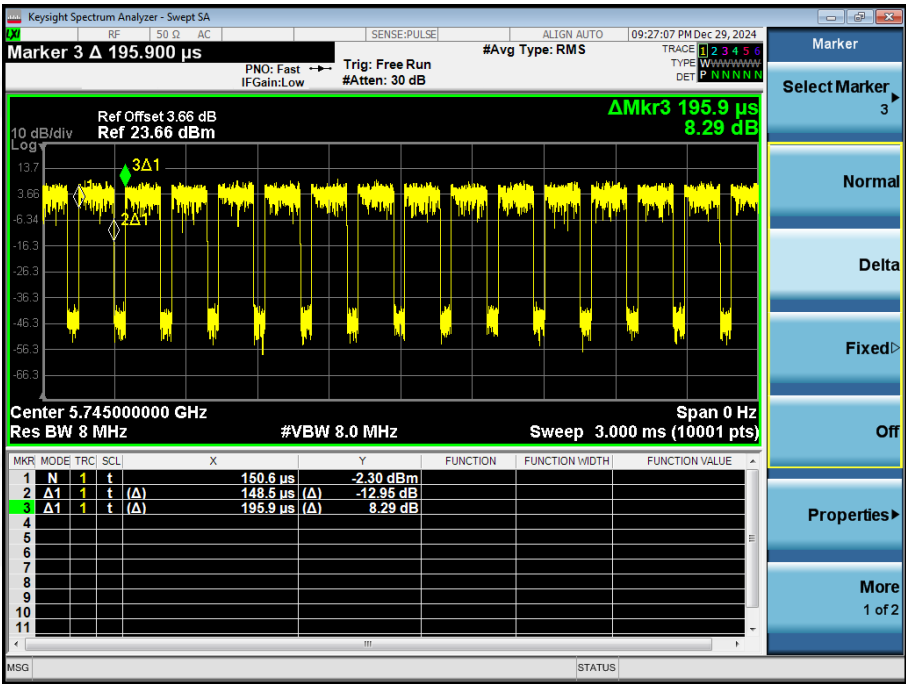 Keysight Spectrum Analyzer - Swept SA
LXI RF 50 Ω AC SENSE:PULSE ALIGN AUTO 09:27:07 PM Dec 29, 2024
Marker 3 Δ 195.900 µs
PNO: Fast
IFGain:Low
Trig: Free Run
#Atten: 30 dB
#Avg Type: RMS
TRACE 1 2 3 4 5 6
TYPE WWWWWWW
DET P N N N N N
ΔMkr3 195.9 µs
8.29 dB
Ref Offset 3.66 dB
10 dB/div Ref 23.66 dBm
Log
13.7
3.66
-6.34
-16.3
-26.3
-36.3
-46.3
-56.3
-66.3
3Δ1
1
2Δ1
Center 5.745000000 GHz Span 0 Hz
Res BW 8 MHz #VBW 8.0 MHz Sweep 3.000 ms (10001 pts)
MKR MODE TRC SCL X Y FUNCTION FUNCTION WIDTH FUNCTION VALUE
1 N 1 t 150.6 µs -2.30 dBm
2 Δ1 1 t (Δ) 148.5 µs (Δ) -12.95 dB
3 Δ1 1 t (Δ) 195.9 µs (Δ) 8.29 dB
4
5
6
7
8
9
10
11
MSG STATUS
Marker
Select Marker
3
Normal
Delta
Fixed
Off
Properties
More
1 of 2